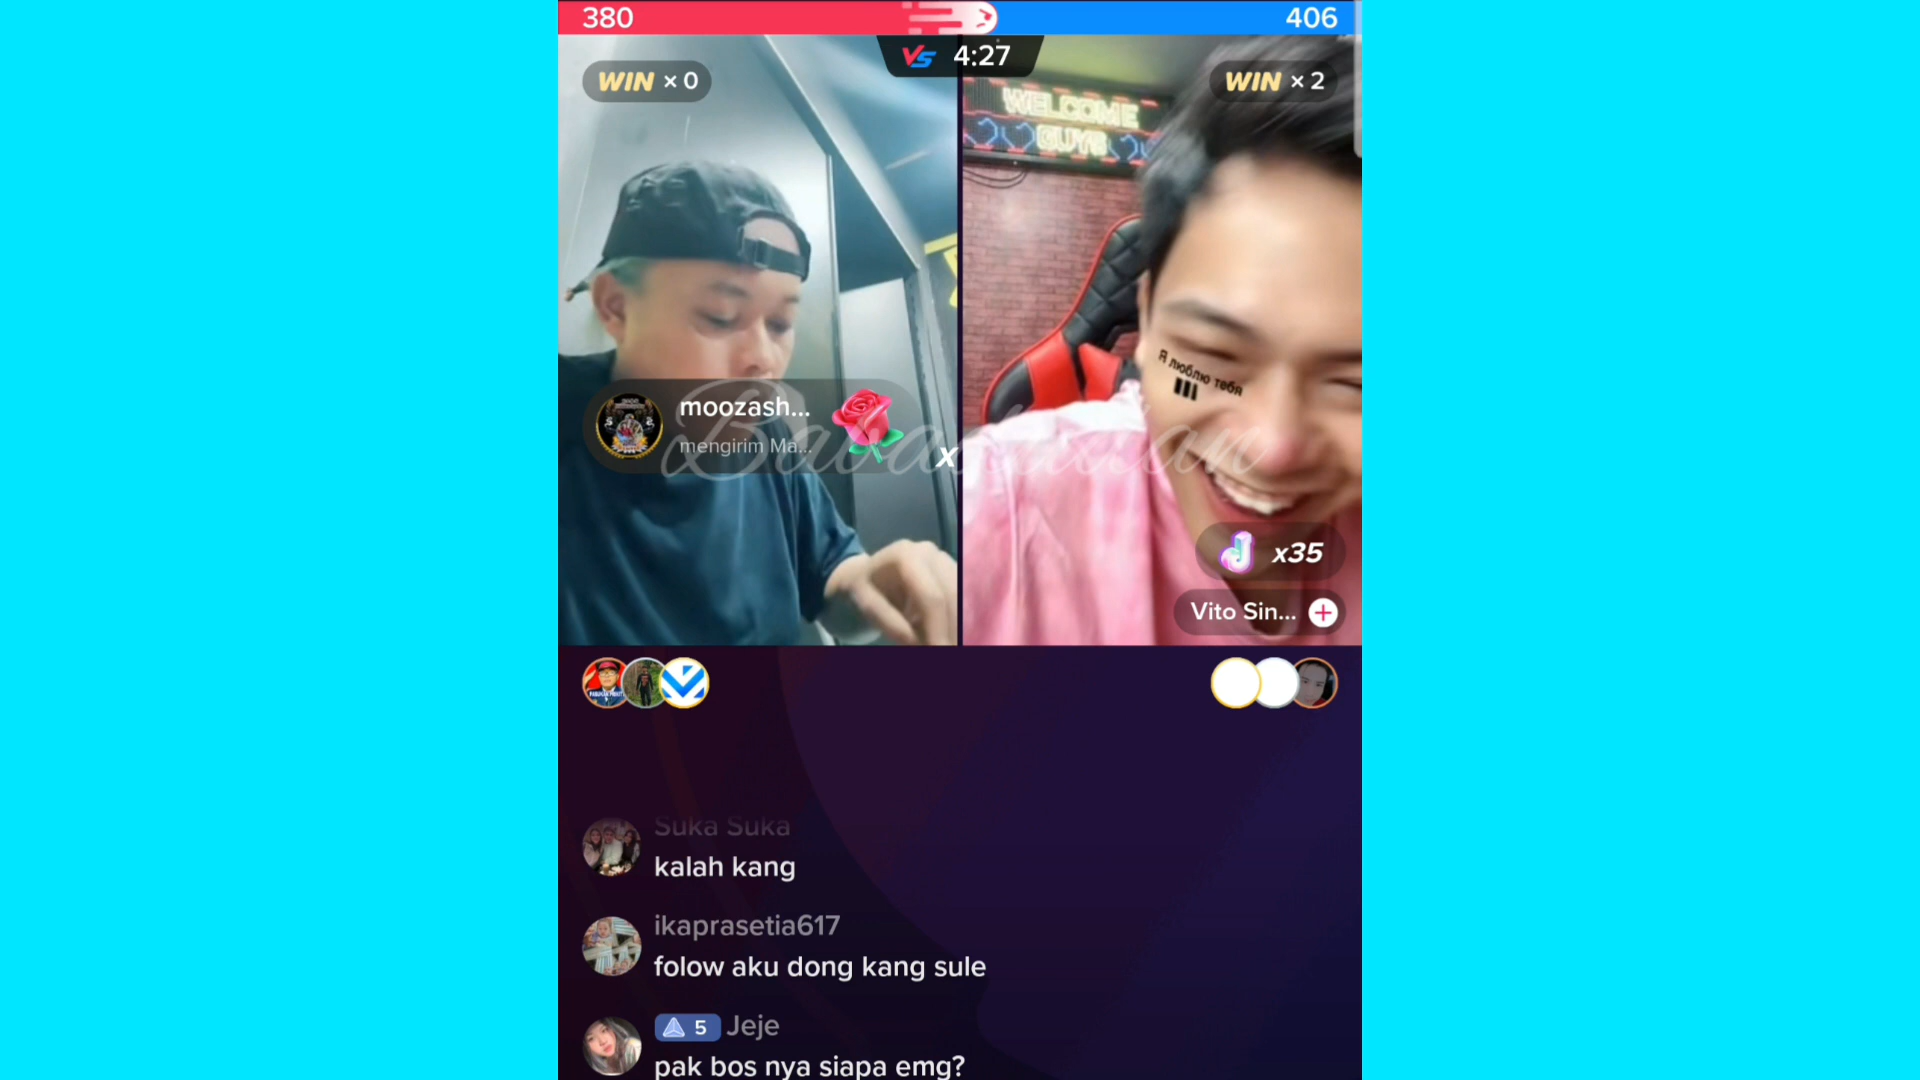 380
406
VS 4:27
WIN × 0
WIN × 2
WELCOME
GUYS
Я люблю тебя
moozash...
mengirim Ma...
x
x35
Vito Sin...
Suka Suka
kalah kang
ikaprasetia617
folow aku dong kang sule
5 Jeje
pak bos nya siapa emg?